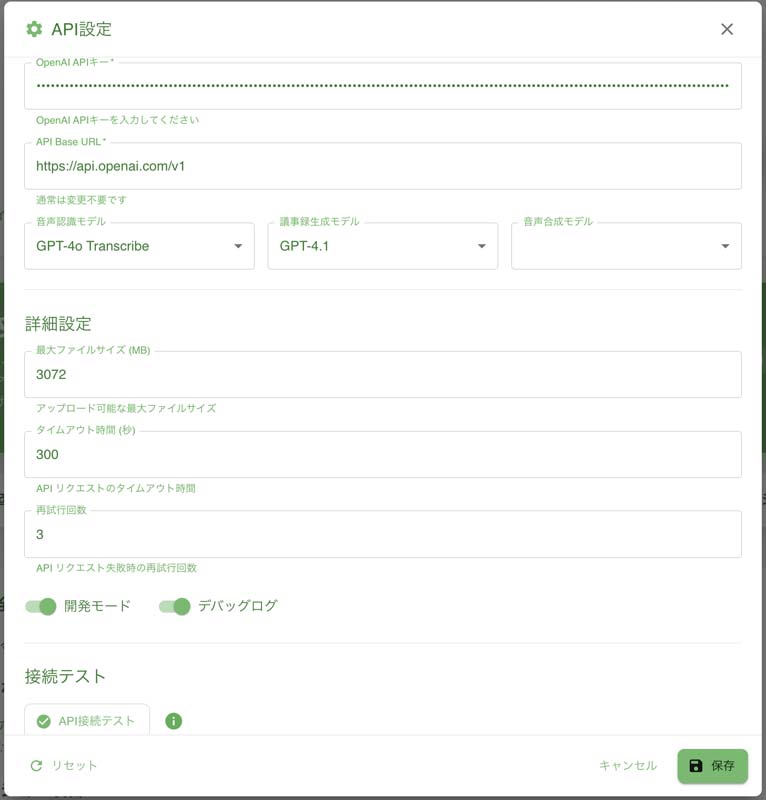 API設定
OpenAI APIキー *
OpenAI APIキーを入力してください
API Base URL *
https://api.openai.com/v1
通常は変更不要です
音声認識モデル
GPT-4o Transcribe
議事録生成モデル
GPT-4.1
音声合成モデル
詳細設定
最大ファイルサイズ (MB)
3072
アップロード可能な最大ファイルサイズ
タイムアウト時間 (秒)
300
API リクエストのタイムアウト時間
再試行回数
3
API リクエスト失敗時の再試行回数
開発モード
デバッグログ
接続テスト
API接続テスト
リセット
キャンセル
保存